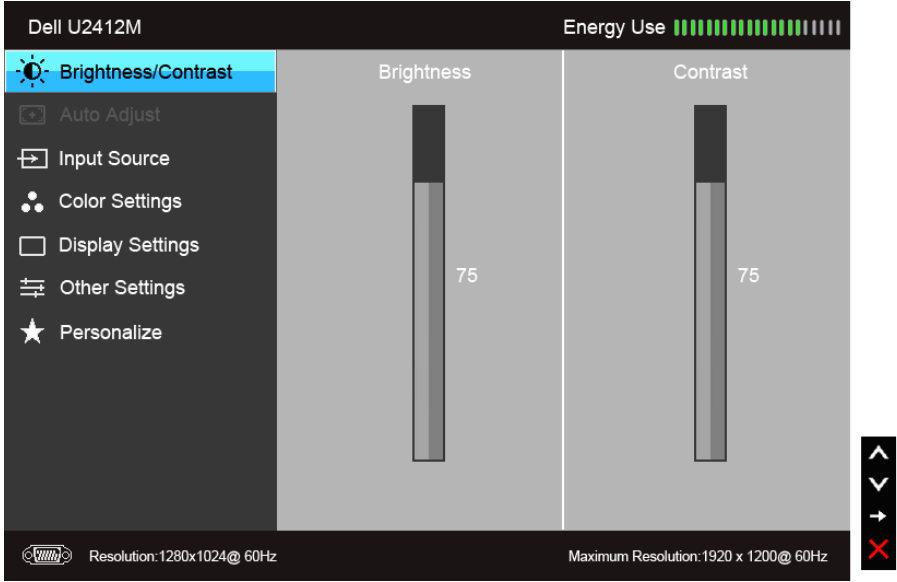 Dell U2412M
Energy Use
Brightness/Contrast
Brightness
Contrast
Auto Adjust
Input Source
Color Settings
Display Settings
75
75
Other Settings
Personalize
Resolution:1280x1024@ 60Hz
Maximum Resolution:1920 x 1200@ 60Hz